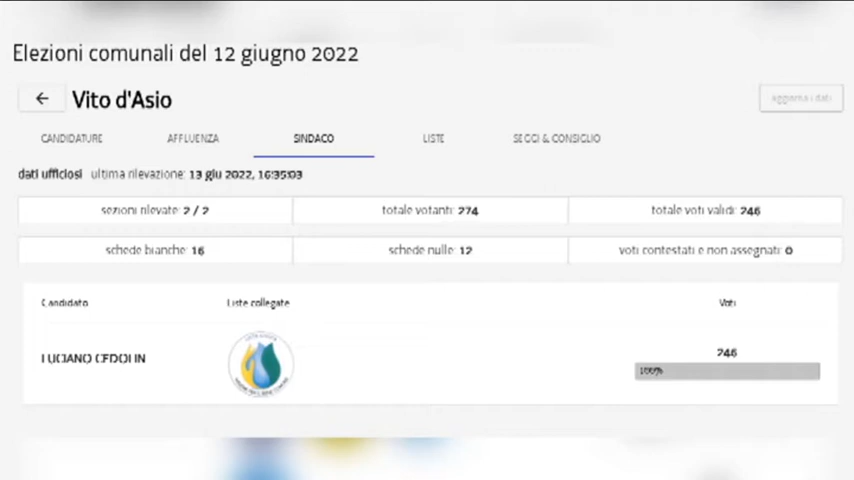 Elezioni comunali del 12 giugno 2022
Vito d'Asio
Aggiorna i dati
CANDIDATURE AFFLUENZA SINDACO LISTE SEGGI & CONSIGLIO
dati ufficiosi ultima rilevazione: 13 giu 2022, 16:35:03
sezioni rilevate: 2 / 2 totale votanti: 274 totale voti validi: 246
schede bianche: 16 schede nulle: 12 voti contestati e non assegnati: 0
Candidato Liste collegate Voti
LUCIANO CEDOLIN 246
100%